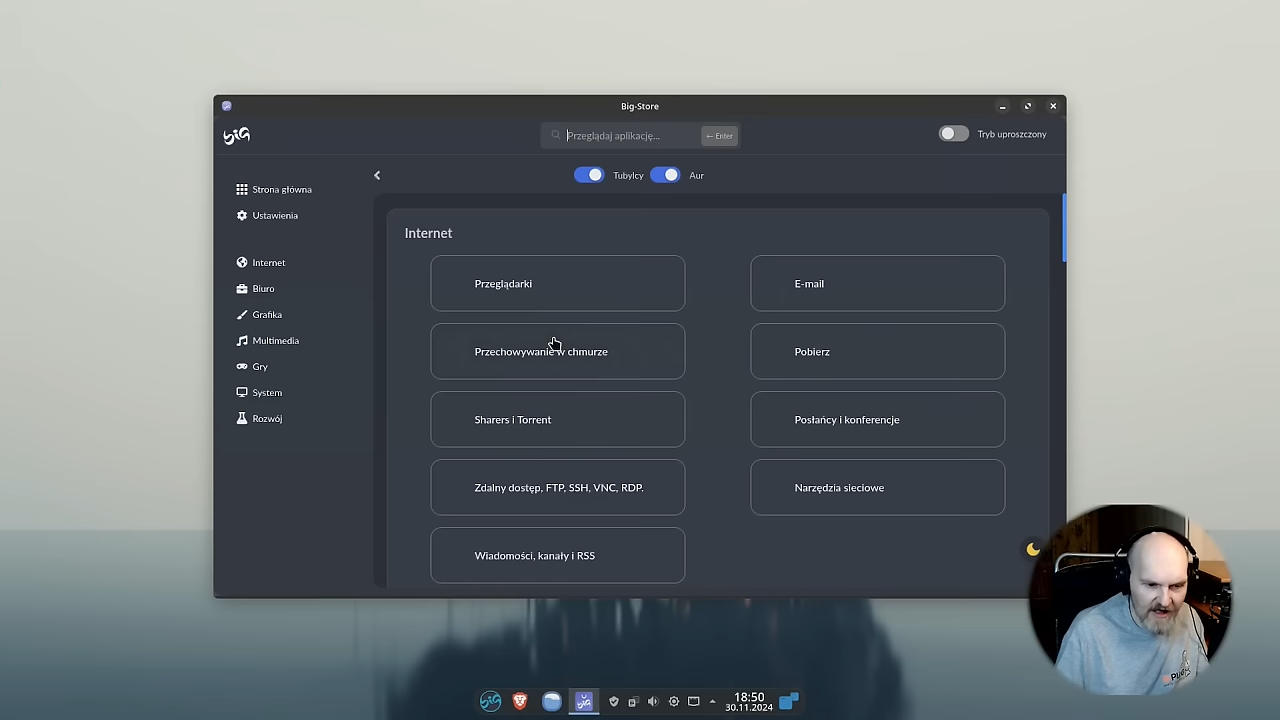 Big-Store
big
Przeglądaj aplikację...
← Enter
Tryb uproszczony
Tubylcy
Aur
Strona główna
Ustawienia
Internet
Biuro
Grafika
Multimedia
Gry
System
Rozwój
Internet
Przeglądarki
E-mail
Przechowywanie w chmurze
Pobierz
Sharers i Torrent
Posłańcy i konferencje
Zdalny dostęp, FTP, SSH, VNC, RDP.
Narzędzia sieciowe
Wiadomości, kanały i RSS
18:50
30.11.2024